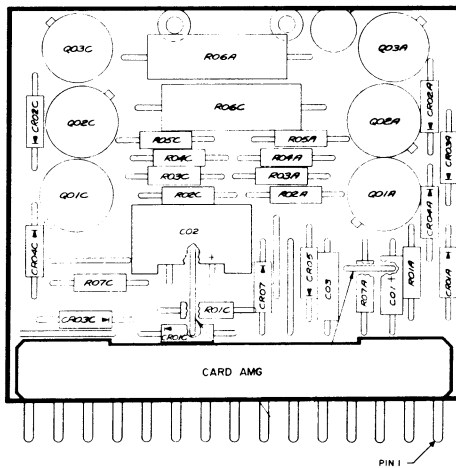 Q03C
R06A
Q03A
CR02C
Q02C
R06C
Q02A
CR02A
R05C
R05A
CR03A
R04C
R04A
R03C
R03A
Q01C
R02C
R02A
Q01A
CR04A
C02
CR04C
R07C
CR07
CR05
C03
R07A
C01
R01A
CR01A
CR03C
R01C
CR01C
CARD AMG
PIN 1